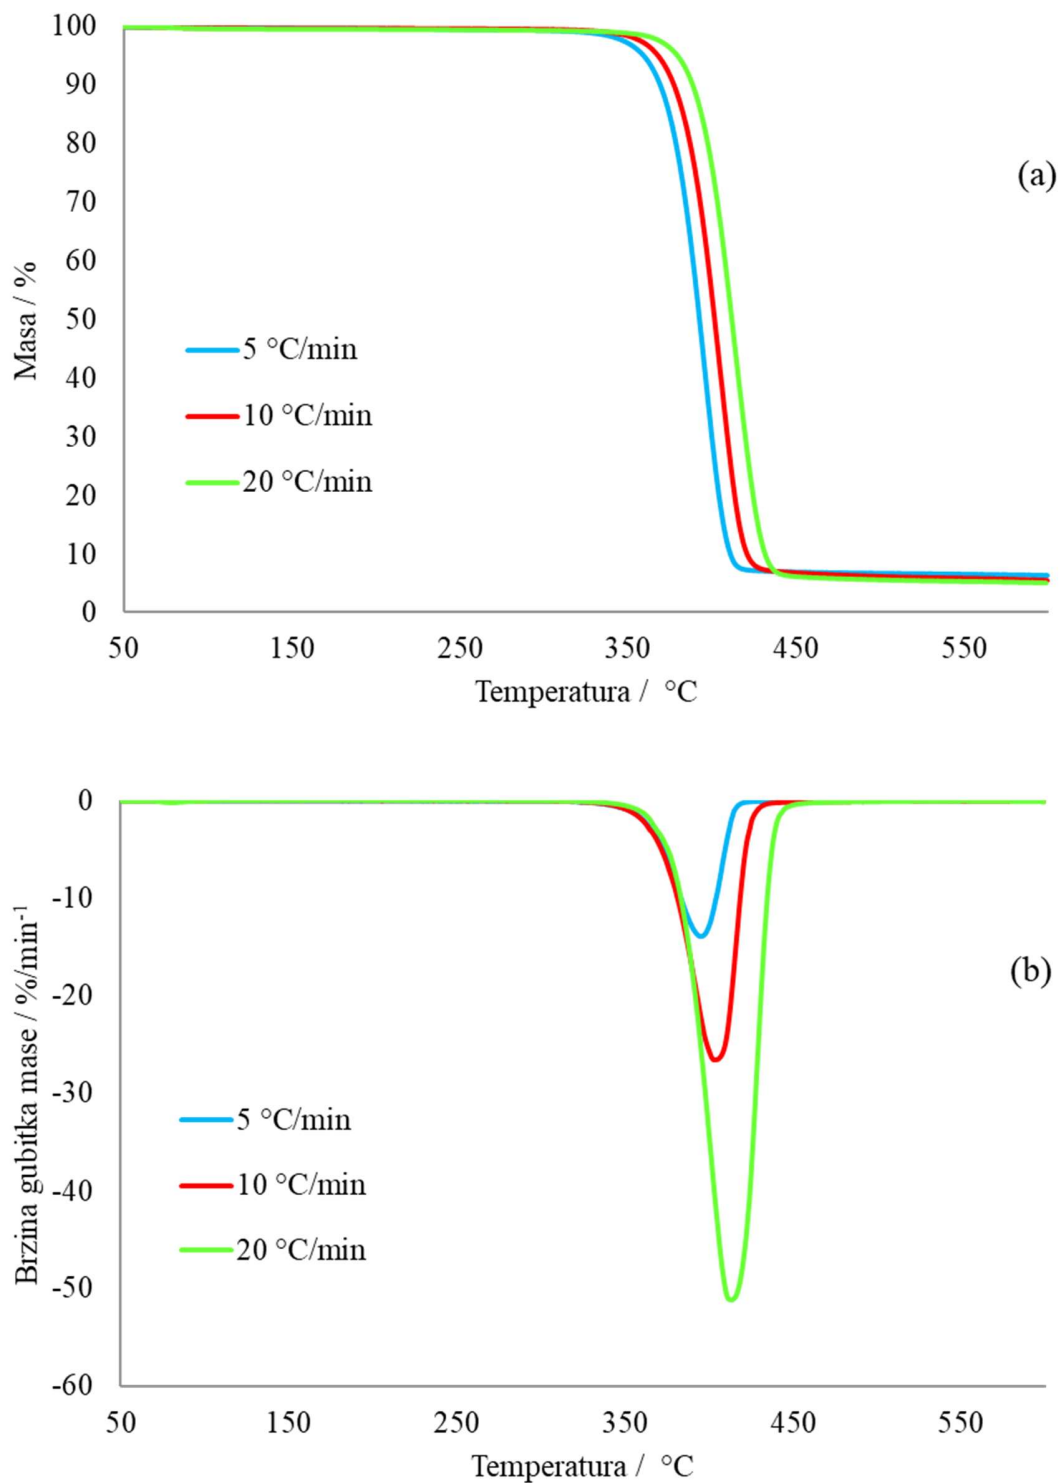 100
90
80
70
60
50
40
30
20
10
0
Masa / %
(a)
5 °C/min
10 °C/min
20 °C/min
50 150 250 350 450 550
Temperatura / °C
0
-10
-20
-30
-40
-50
-60
Brzina gubitka mase / %/min⁻¹
(b)
5 °C/min
10 °C/min
20 °C/min
50 150 250 350 450 550
Temperatura / °C